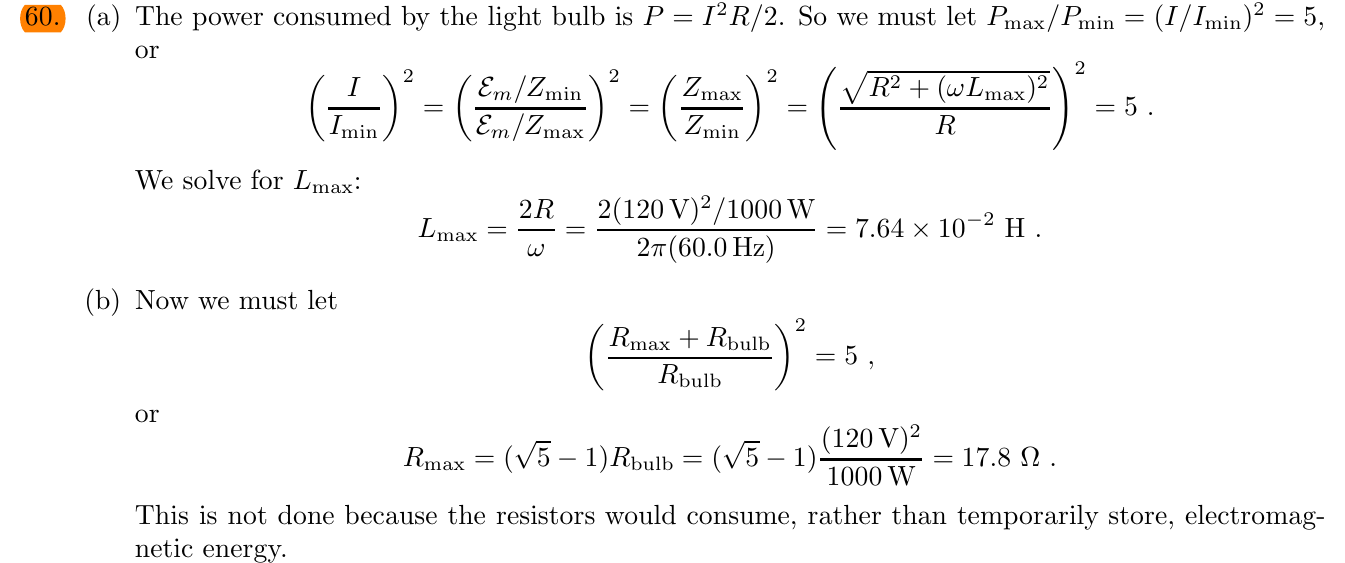 60. (a) The power consumed by the light bulb is P = I²R/2. So we must let P_max/P_min = (I/I_min)² = 5,
or
(I/I_min)² = (ℰ_m/Z_min / ℰ_m/Z_max)² = (Z_max/Z_min)² = (√(R² + (ωL_max)²)/R)² = 5 .
We solve for L_max:
L_max = 2R/ω = 2(120 V)²/1000 W / 2π(60.0 Hz) = 7.64 × 10⁻² H .
(b) Now we must let
(R_max + R_bulb / R_bulb)² = 5 ,
or
R_max = (√5 − 1)R_bulb = (√5 − 1) (120 V)²/1000 W = 17.8 Ω .
This is not done because the resistors would consume, rather than temporarily store, electromag-
netic energy.